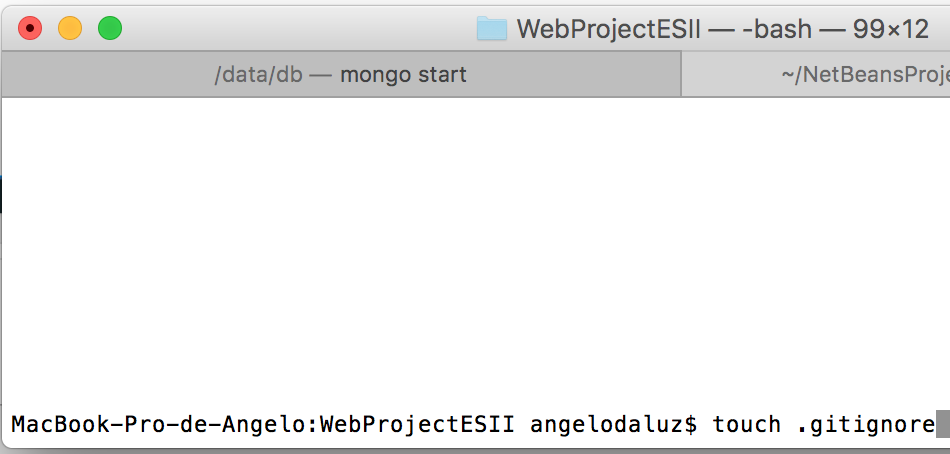 WebProjectESII — -bash — 99×12
/data/db — mongo start
~/NetBeansProje
MacBook-Pro-de-Angelo:WebProjectESII angelodaluz$ touch .gitignore